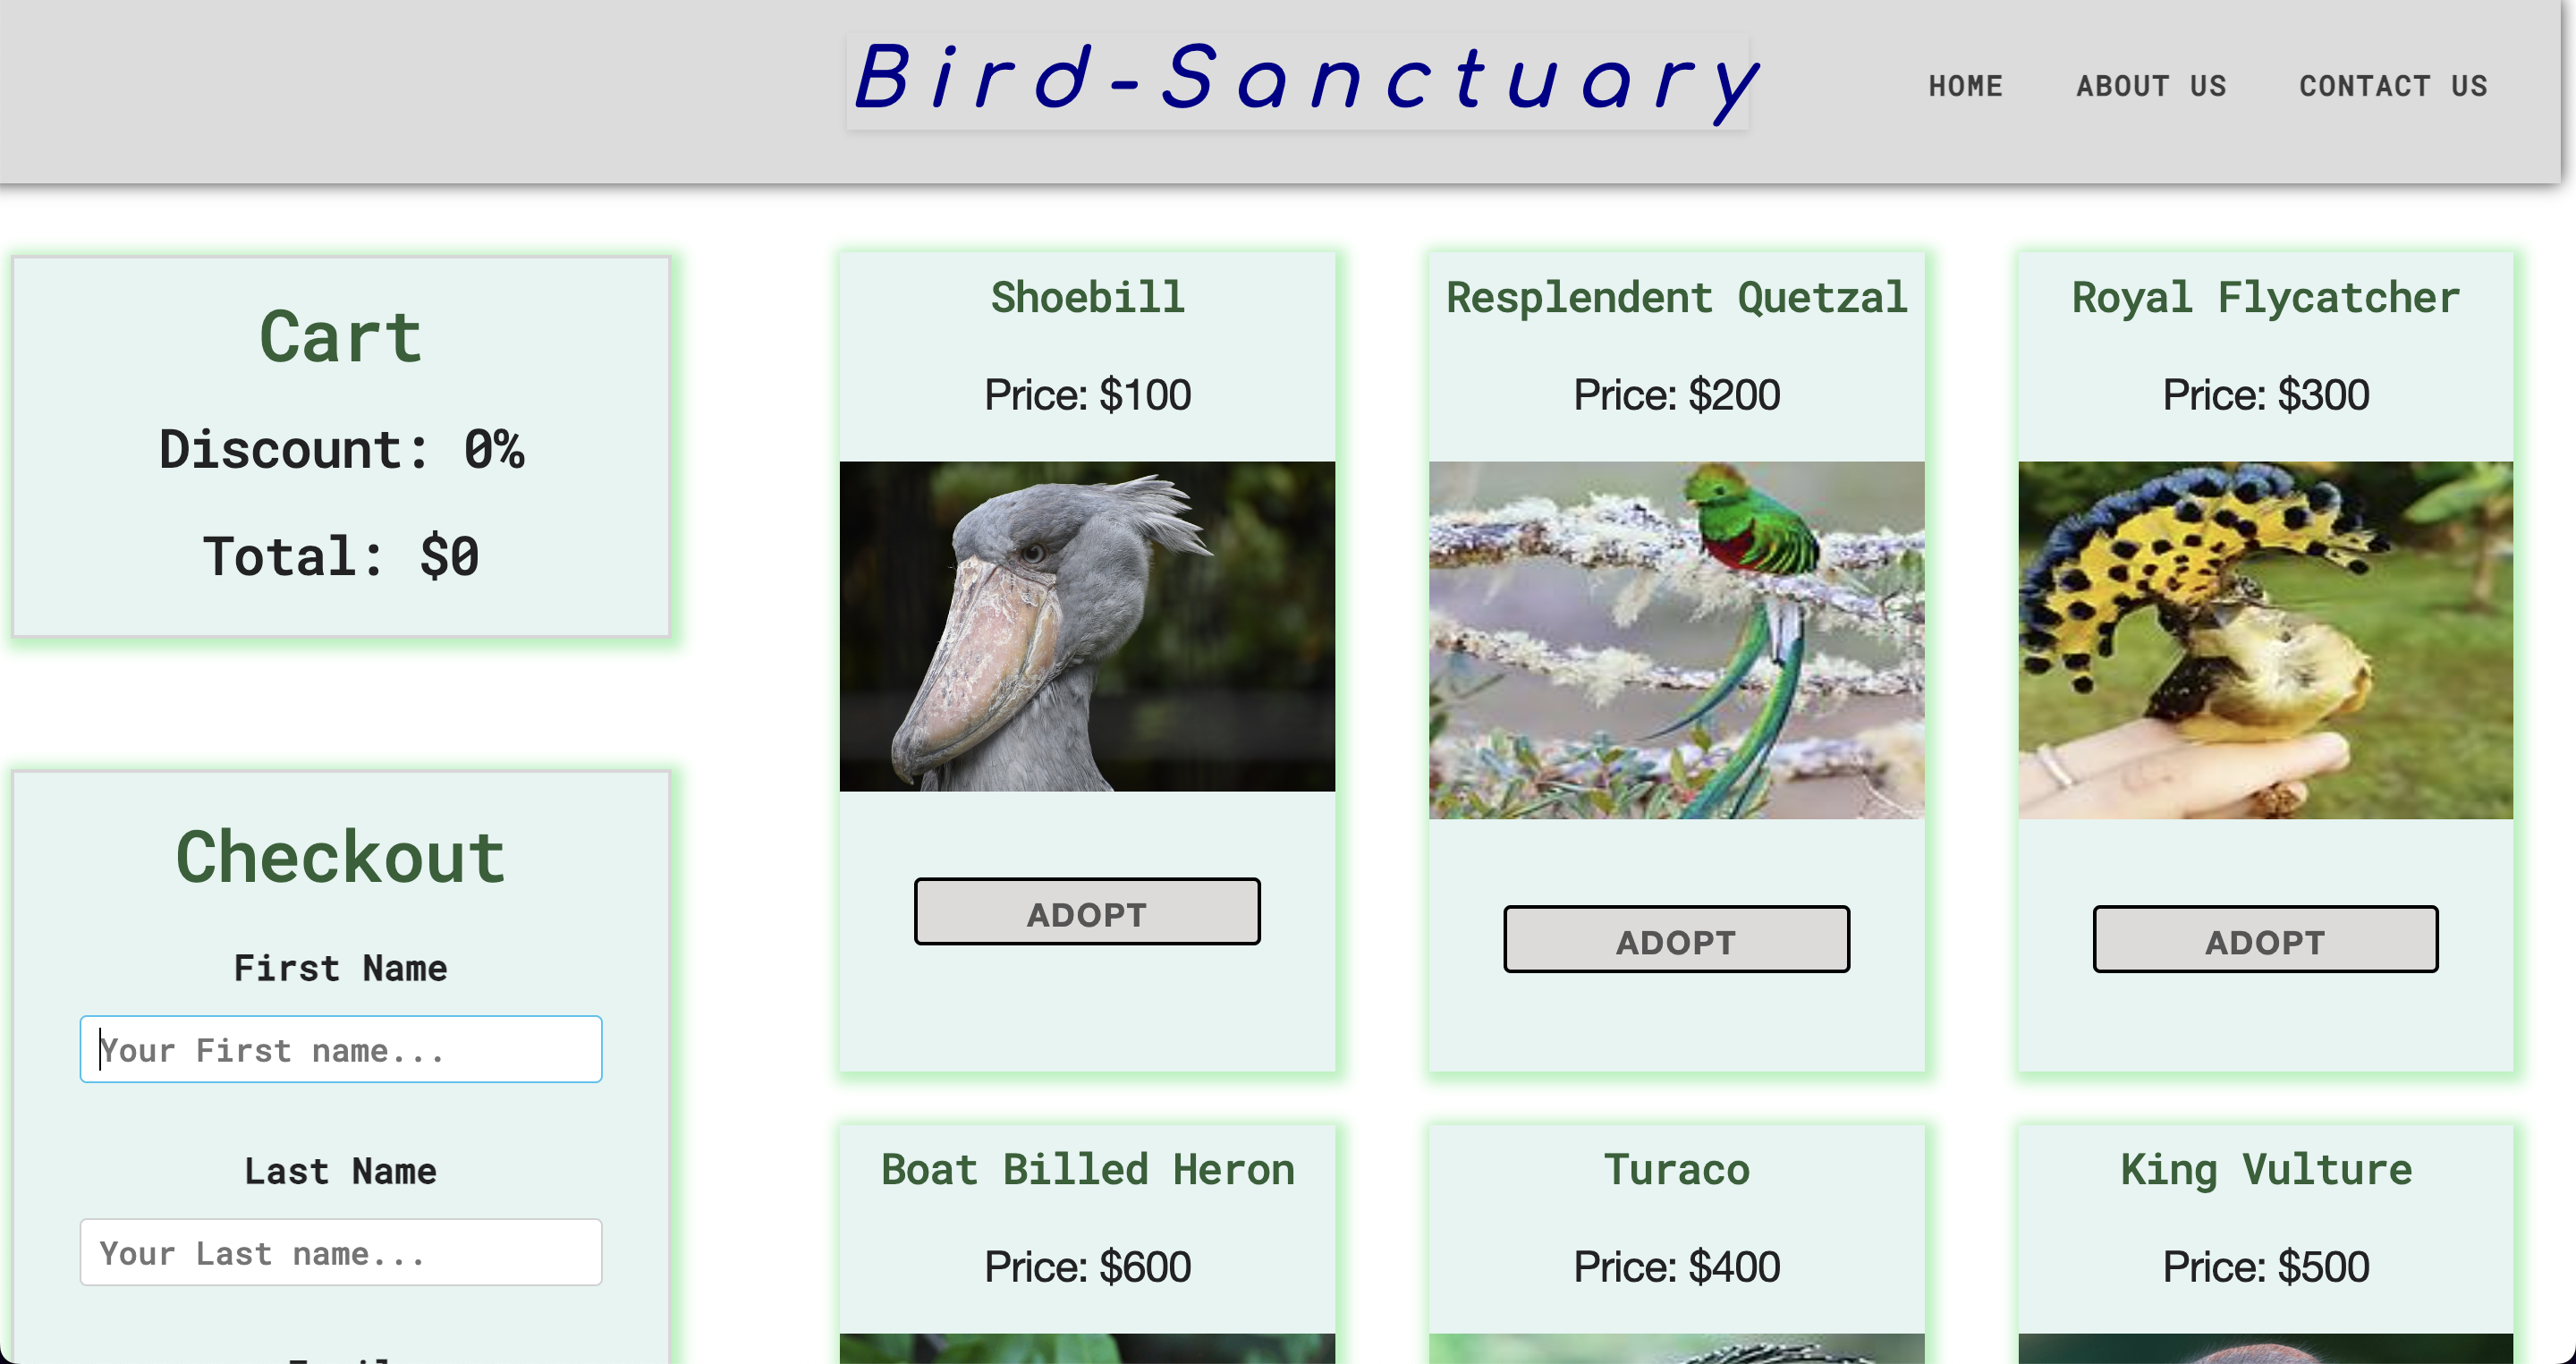 Bird-Sanctuary
HOME ABOUT US CONTACT US
Cart
Discount: 0%
Total: $0
Checkout
First Name
Your First name...
Last Name
Your Last name...
Shoebill
Price: $100
ADOPT
Resplendent Quetzal
Price: $200
ADOPT
Royal Flycatcher
Price: $300
ADOPT
Boat Billed Heron
Price: $600
Turaco
Price: $400
King Vulture
Price: $500